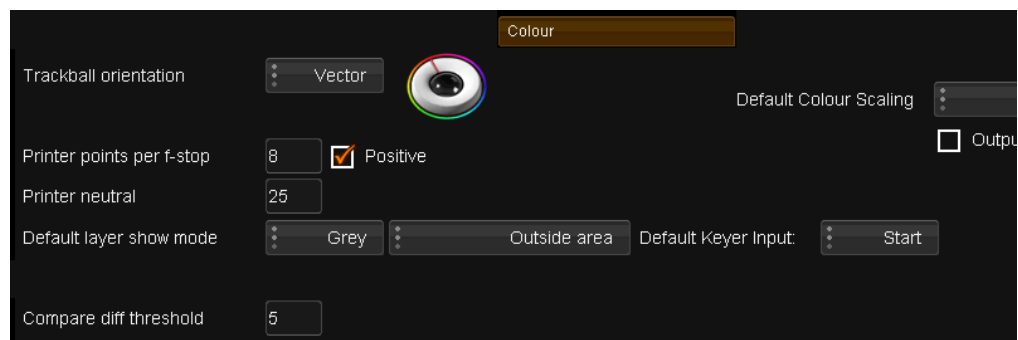 Colour
Trackball orientation Vector
Default Colour Scaling
Outpu
Printer points per f-stop 8 Positive
Printer neutral 25
Default layer show mode Grey Outside area Default Keyer Input: Start
Compare diff threshold 5